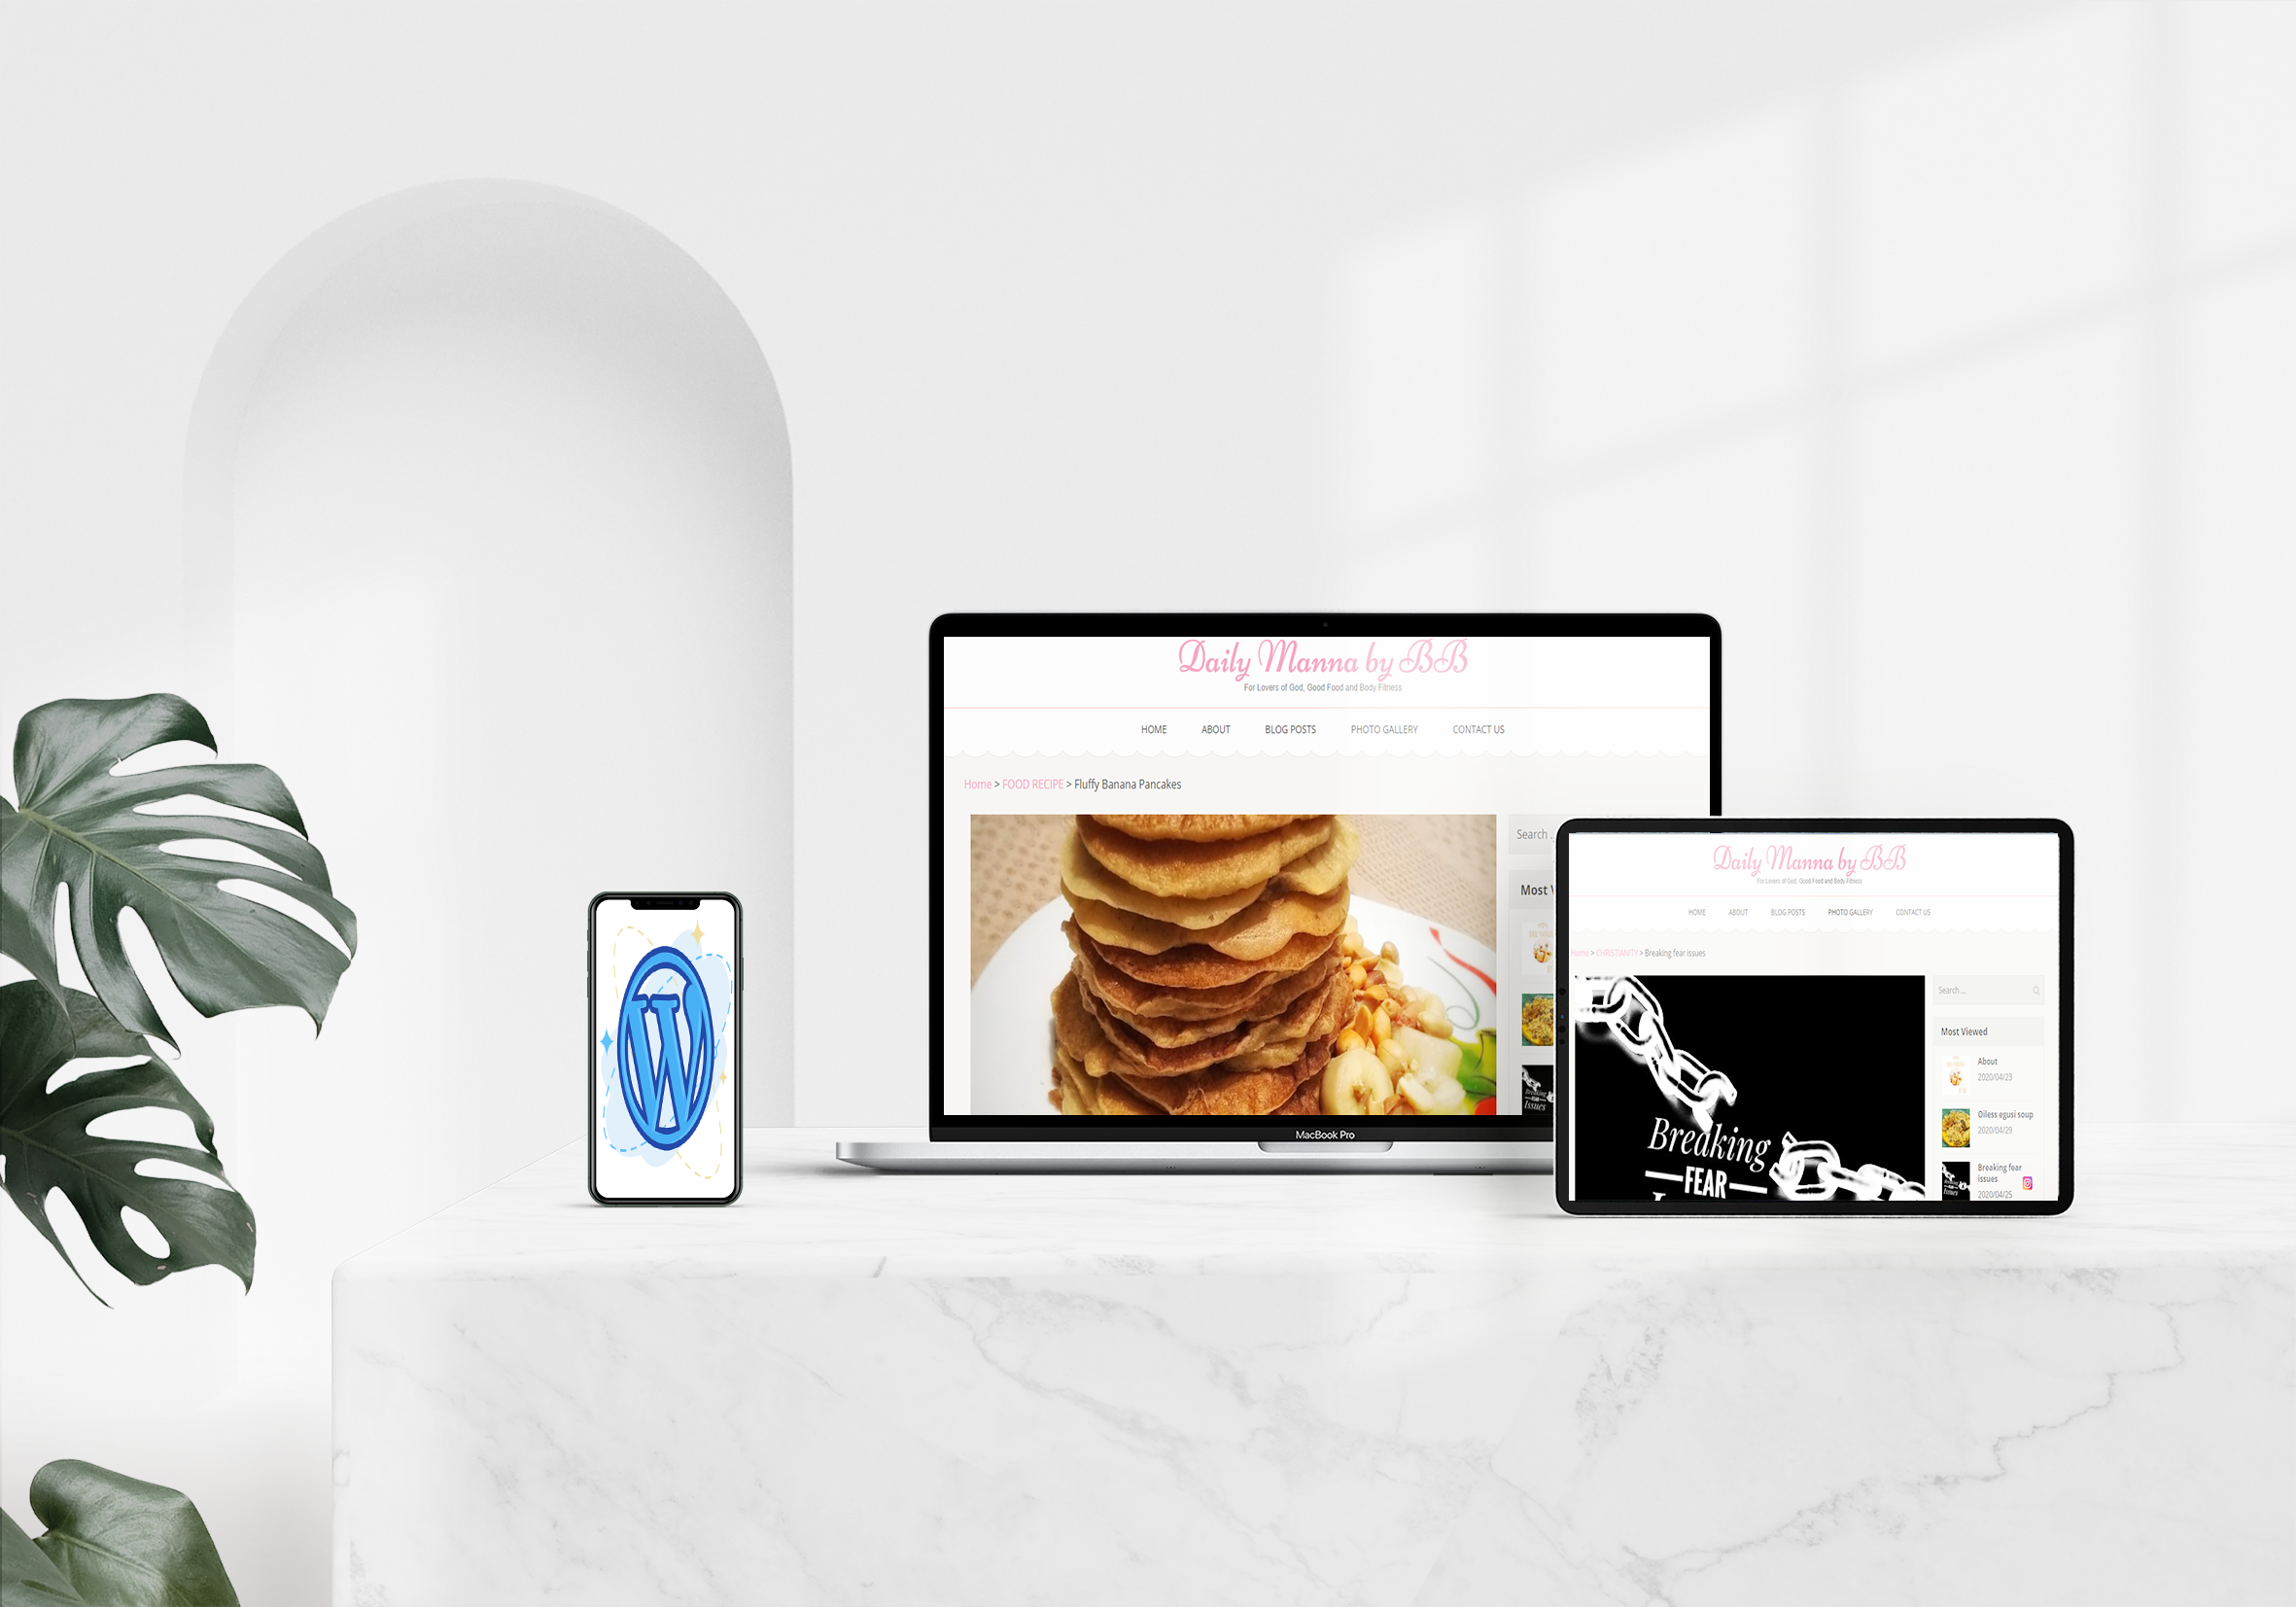 Daily Manna by BB
For Lovers of God, Good Food and Body Fitness
HOME ABOUT BLOG POSTS PHOTO GALLERY CONTACT US
Home > FOOD RECIPE > Fluffy Banana Pancakes
Search ..
Most V
Breaking
FEAR
Issues
MacBook Pro
W
Daily Manna by BB
For Lovers of God, Good Food and Body Fitness
HOME ABOUT BLOG POSTS PHOTO GALLERY CONTACT US
Home > CHRISTIANITY > Breaking fear issues
Search ...
Most Viewed
About
2020/04/23
Oiless egusi soup
2020/04/29
Breaking fear
issues
2020/04/25
Breaking
FEAR